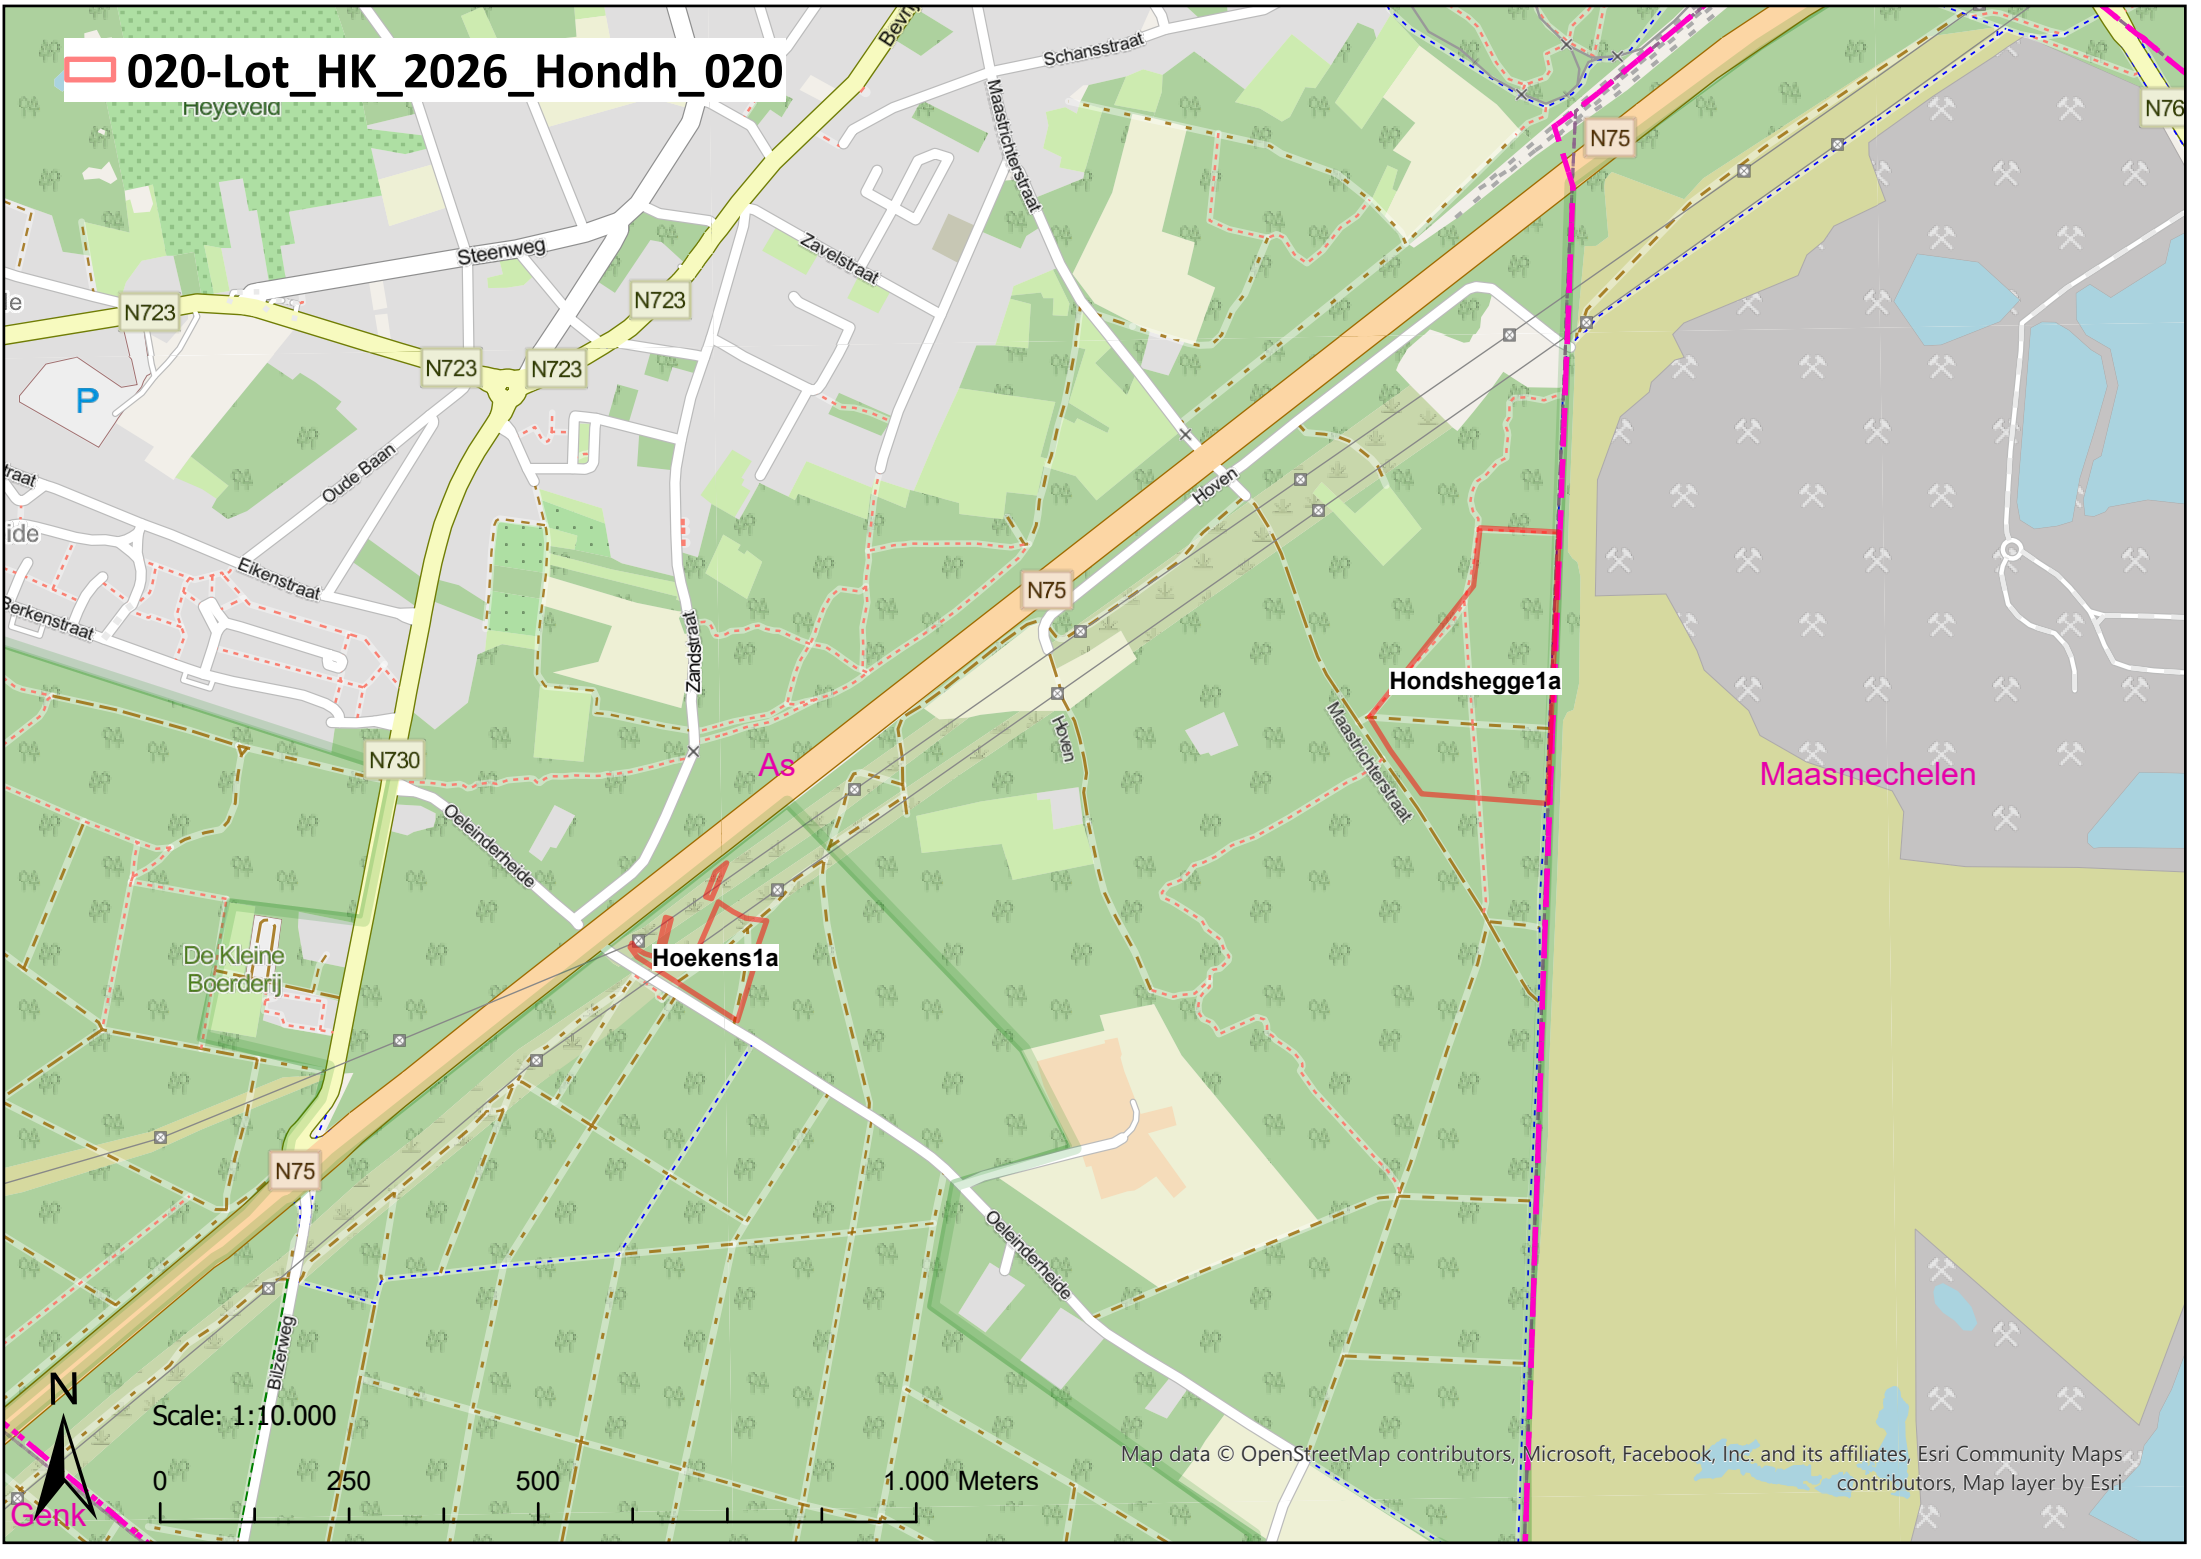 020-Lot_HK_2026_Hondh_020
Heyeveld
Schansstraat
Maastrichterstraat
N75
N76
Steenweg
Zavelstraat
N723
N723
N723
N723
P
Oude Baan
Hoven
ide
Eikenstraat
Berkenstraat
N75
Zandstraat
Hondshegge1a
Maastrichterstraat
Hoven
N730
As
Maasmechelen
Oeleinderheide
De Kleine
Boerderij
Hoekens1a
N75
Oeleinderheide
Bilzerweg
N
Scale: 1:10.000
0 250 500 1.000 Meters
Genk
Map data © OpenStreetMap contributors, Microsoft, Facebook, Inc. and its affiliates, Esri Community Maps
contributors, Map layer by Esri